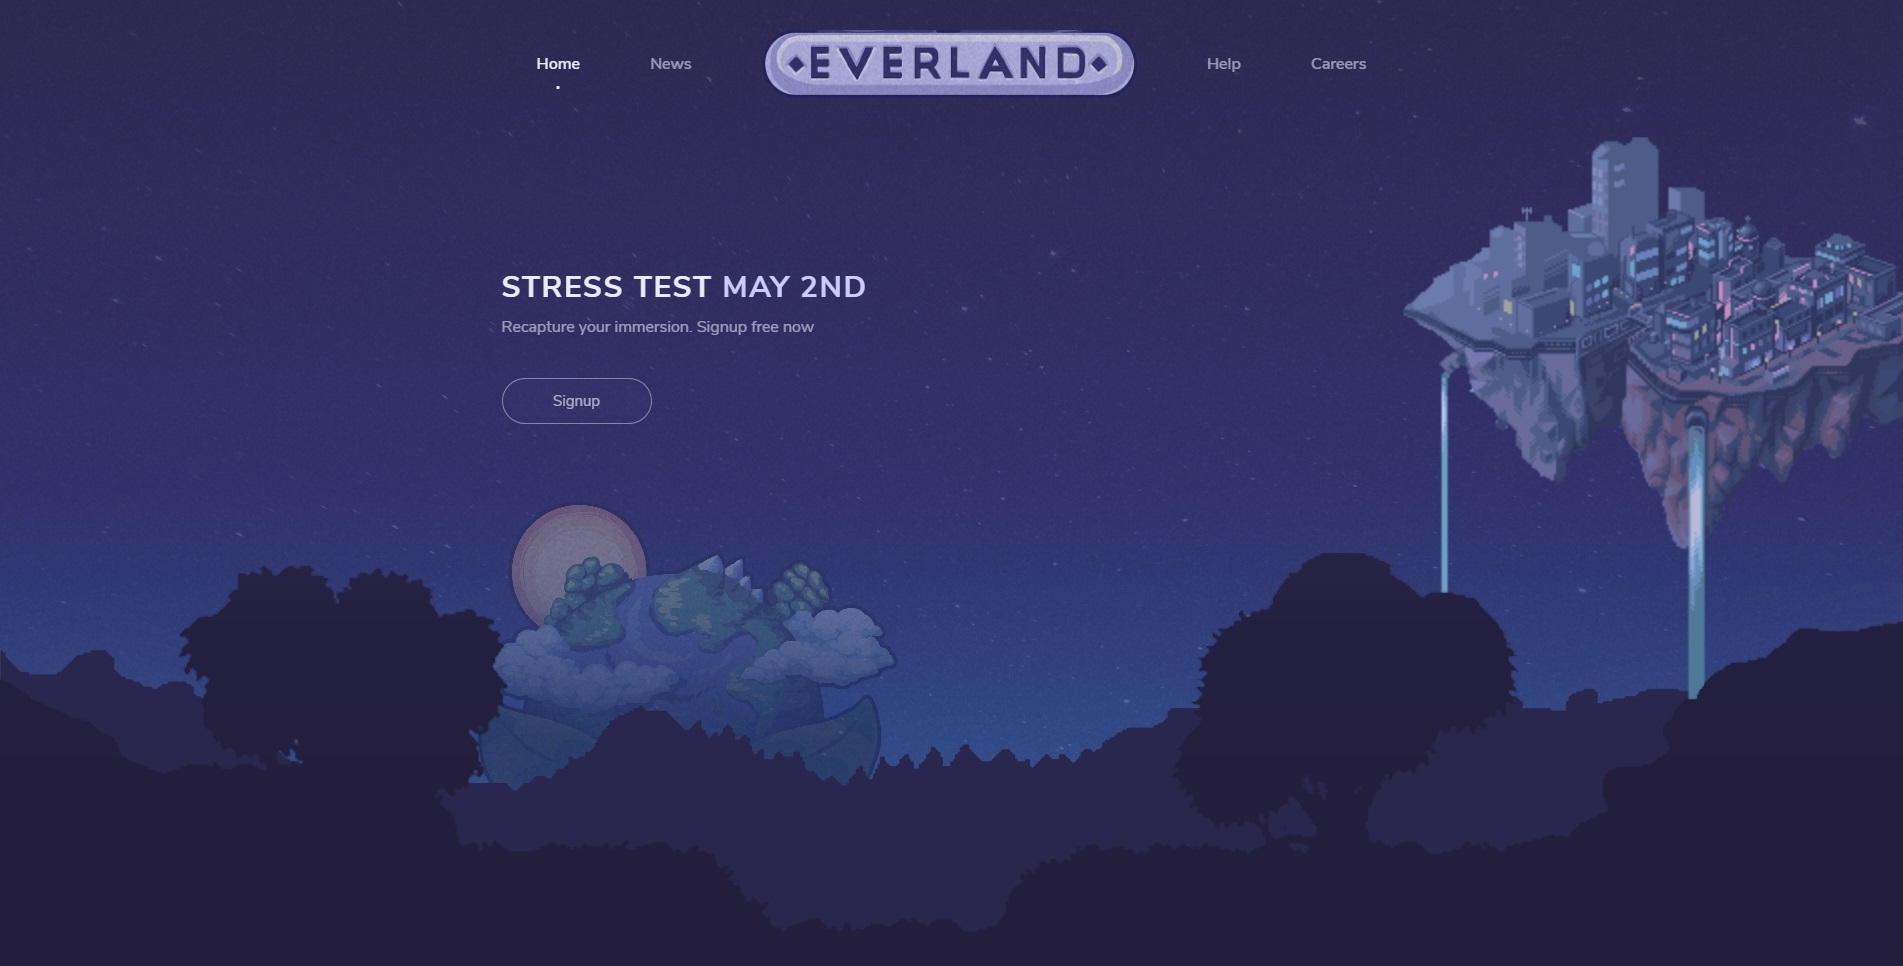 Home
News
EVERLAND
Help
Careers
STRESS TEST MAY 2ND
Recapture your immersion. Signup free now
Signup